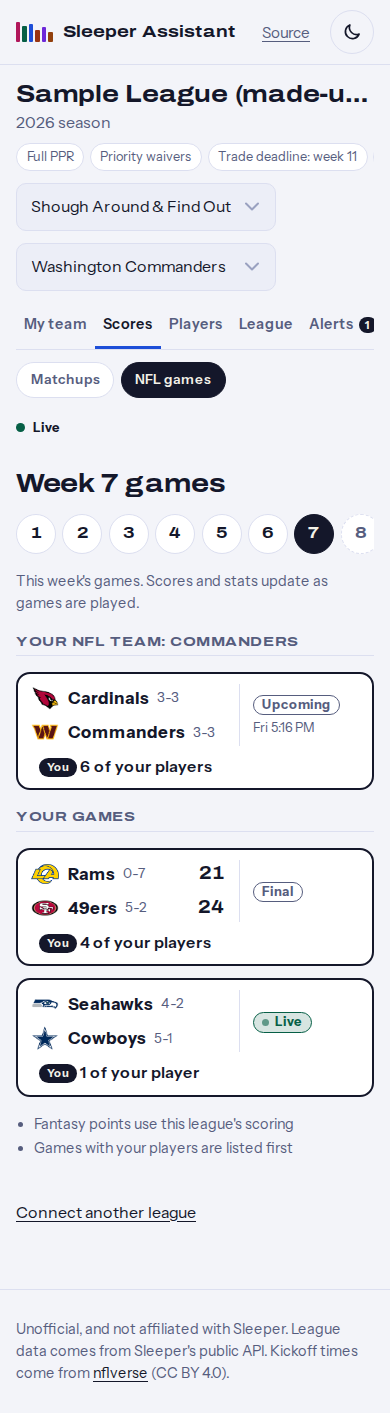 Sleeper Assistant
Source
Sample League (made-u...
2026 season
Full PPR
Priority waivers
Trade deadline: week 11
Shough Around & Find Out
Washington Commanders
My team
Scores
Players
League
Alerts 1
Matchups
NFL games
Live
Week 7 games
1 2 3 4 5 6 7 8
This week's games. Scores and stats update as
games are played.
YOUR NFL TEAM: COMMANDERS
Cardinals 3-3
Upcoming
Commanders 3-3
Fri 5:16 PM
You 6 of your players
YOUR GAMES
Rams 0-7 21
Final
49ers 5-2 24
You 4 of your players
Seahawks 4-2
Live
Cowboys 5-1
You 1 of your player
Fantasy points use this league's scoring
Games with your players are listed first
Connect another league
Unofficial, and not affiliated with Sleeper. League
data comes from Sleeper's public API. Kickoff times
come from nflverse (CC BY 4.0).